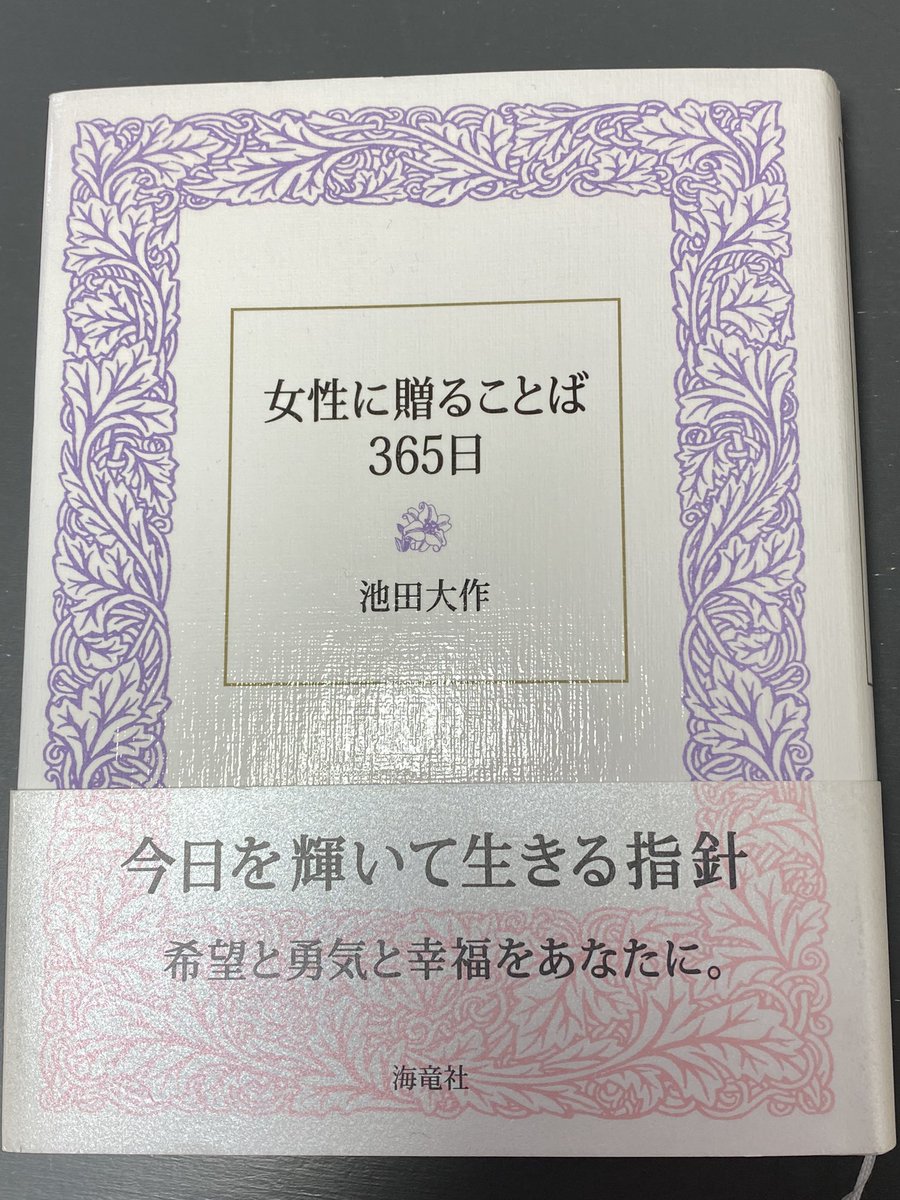 女性に贈ることば
365日
池田大作
今日を輝いて生きる指針
希望と勇気と幸福をあなたに。
海竜社